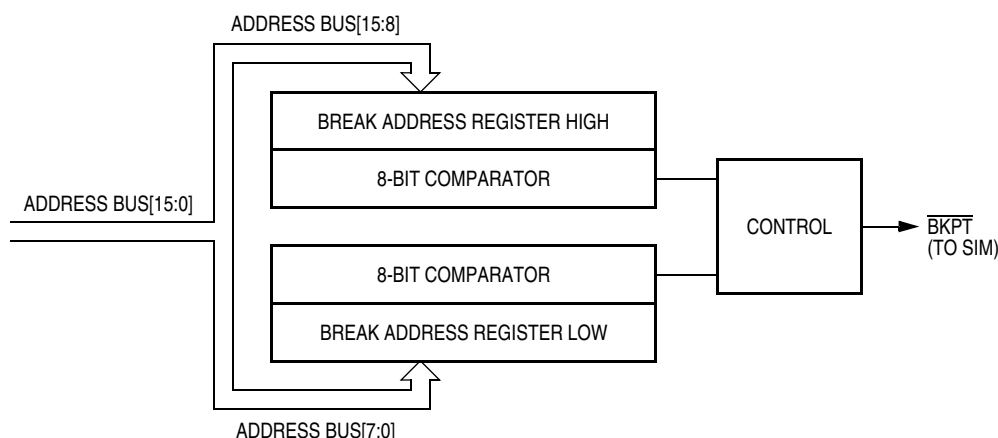 ADDRESS BUS[15:8]
BREAK ADDRESS REGISTER HIGH
8-BIT COMPARATOR
ADDRESS BUS[15:0]
CONTROL
BKPT
(TO SIM)
8-BIT COMPARATOR
BREAK ADDRESS REGISTER LOW
ADDRESS BUS[7:0]